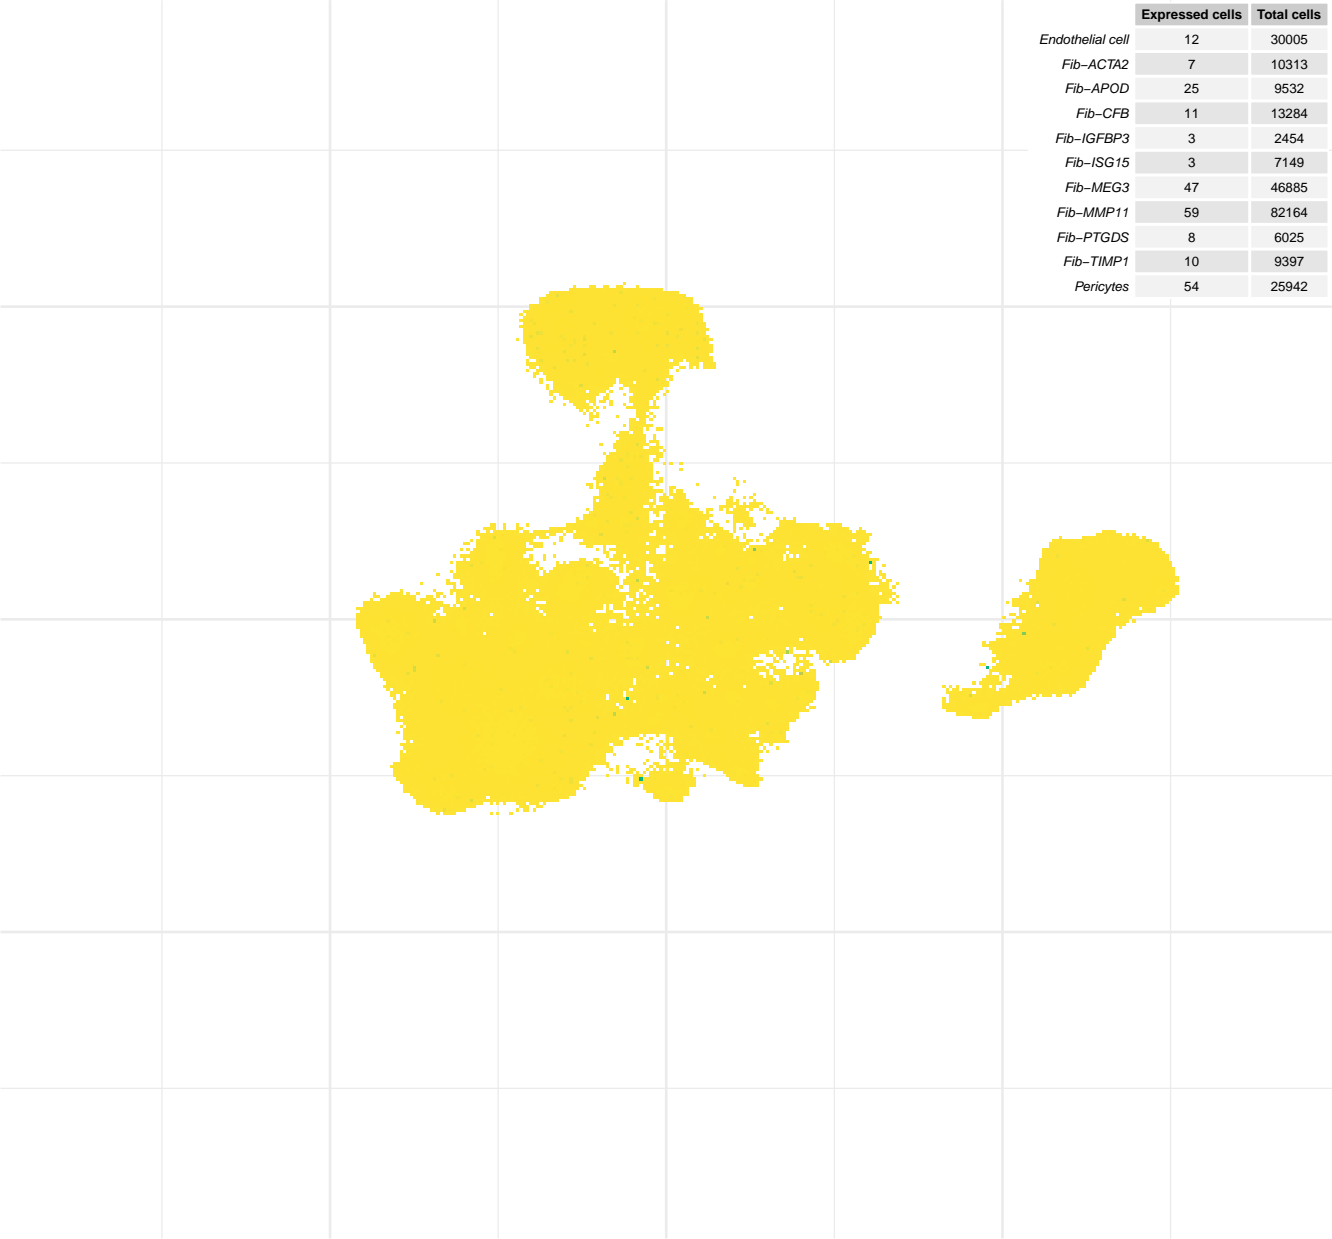 Expressed cells Total cells
Endothelial cell 12 30005
Fib−ACTA2 7 10313
Fib−APOD 25 9532
Fib−CFB 11 13284
Fib−IGFBP3 3 2454
Fib−ISG15 3 7149
Fib−MEG3 47 46885
Fib−MMP11 59 82164
Fib−PTGDS 8 6025
Fib−TIMP1 10 9397
Pericytes 54 25942